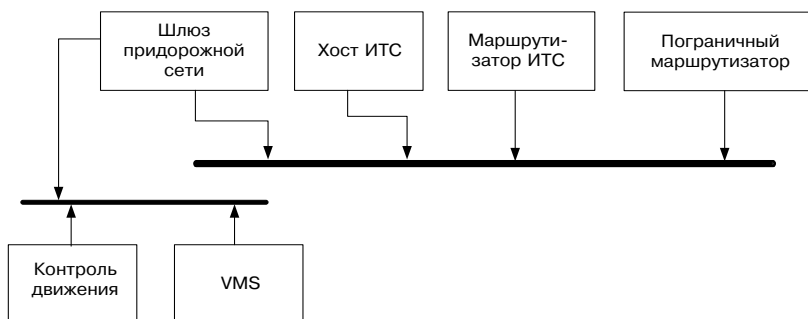 Шлюз
придорожной
сети
Хост ИТС
Маршрути-
затор ИТС
Пограничный
маршрутизатор
Контроль
движения
VMS